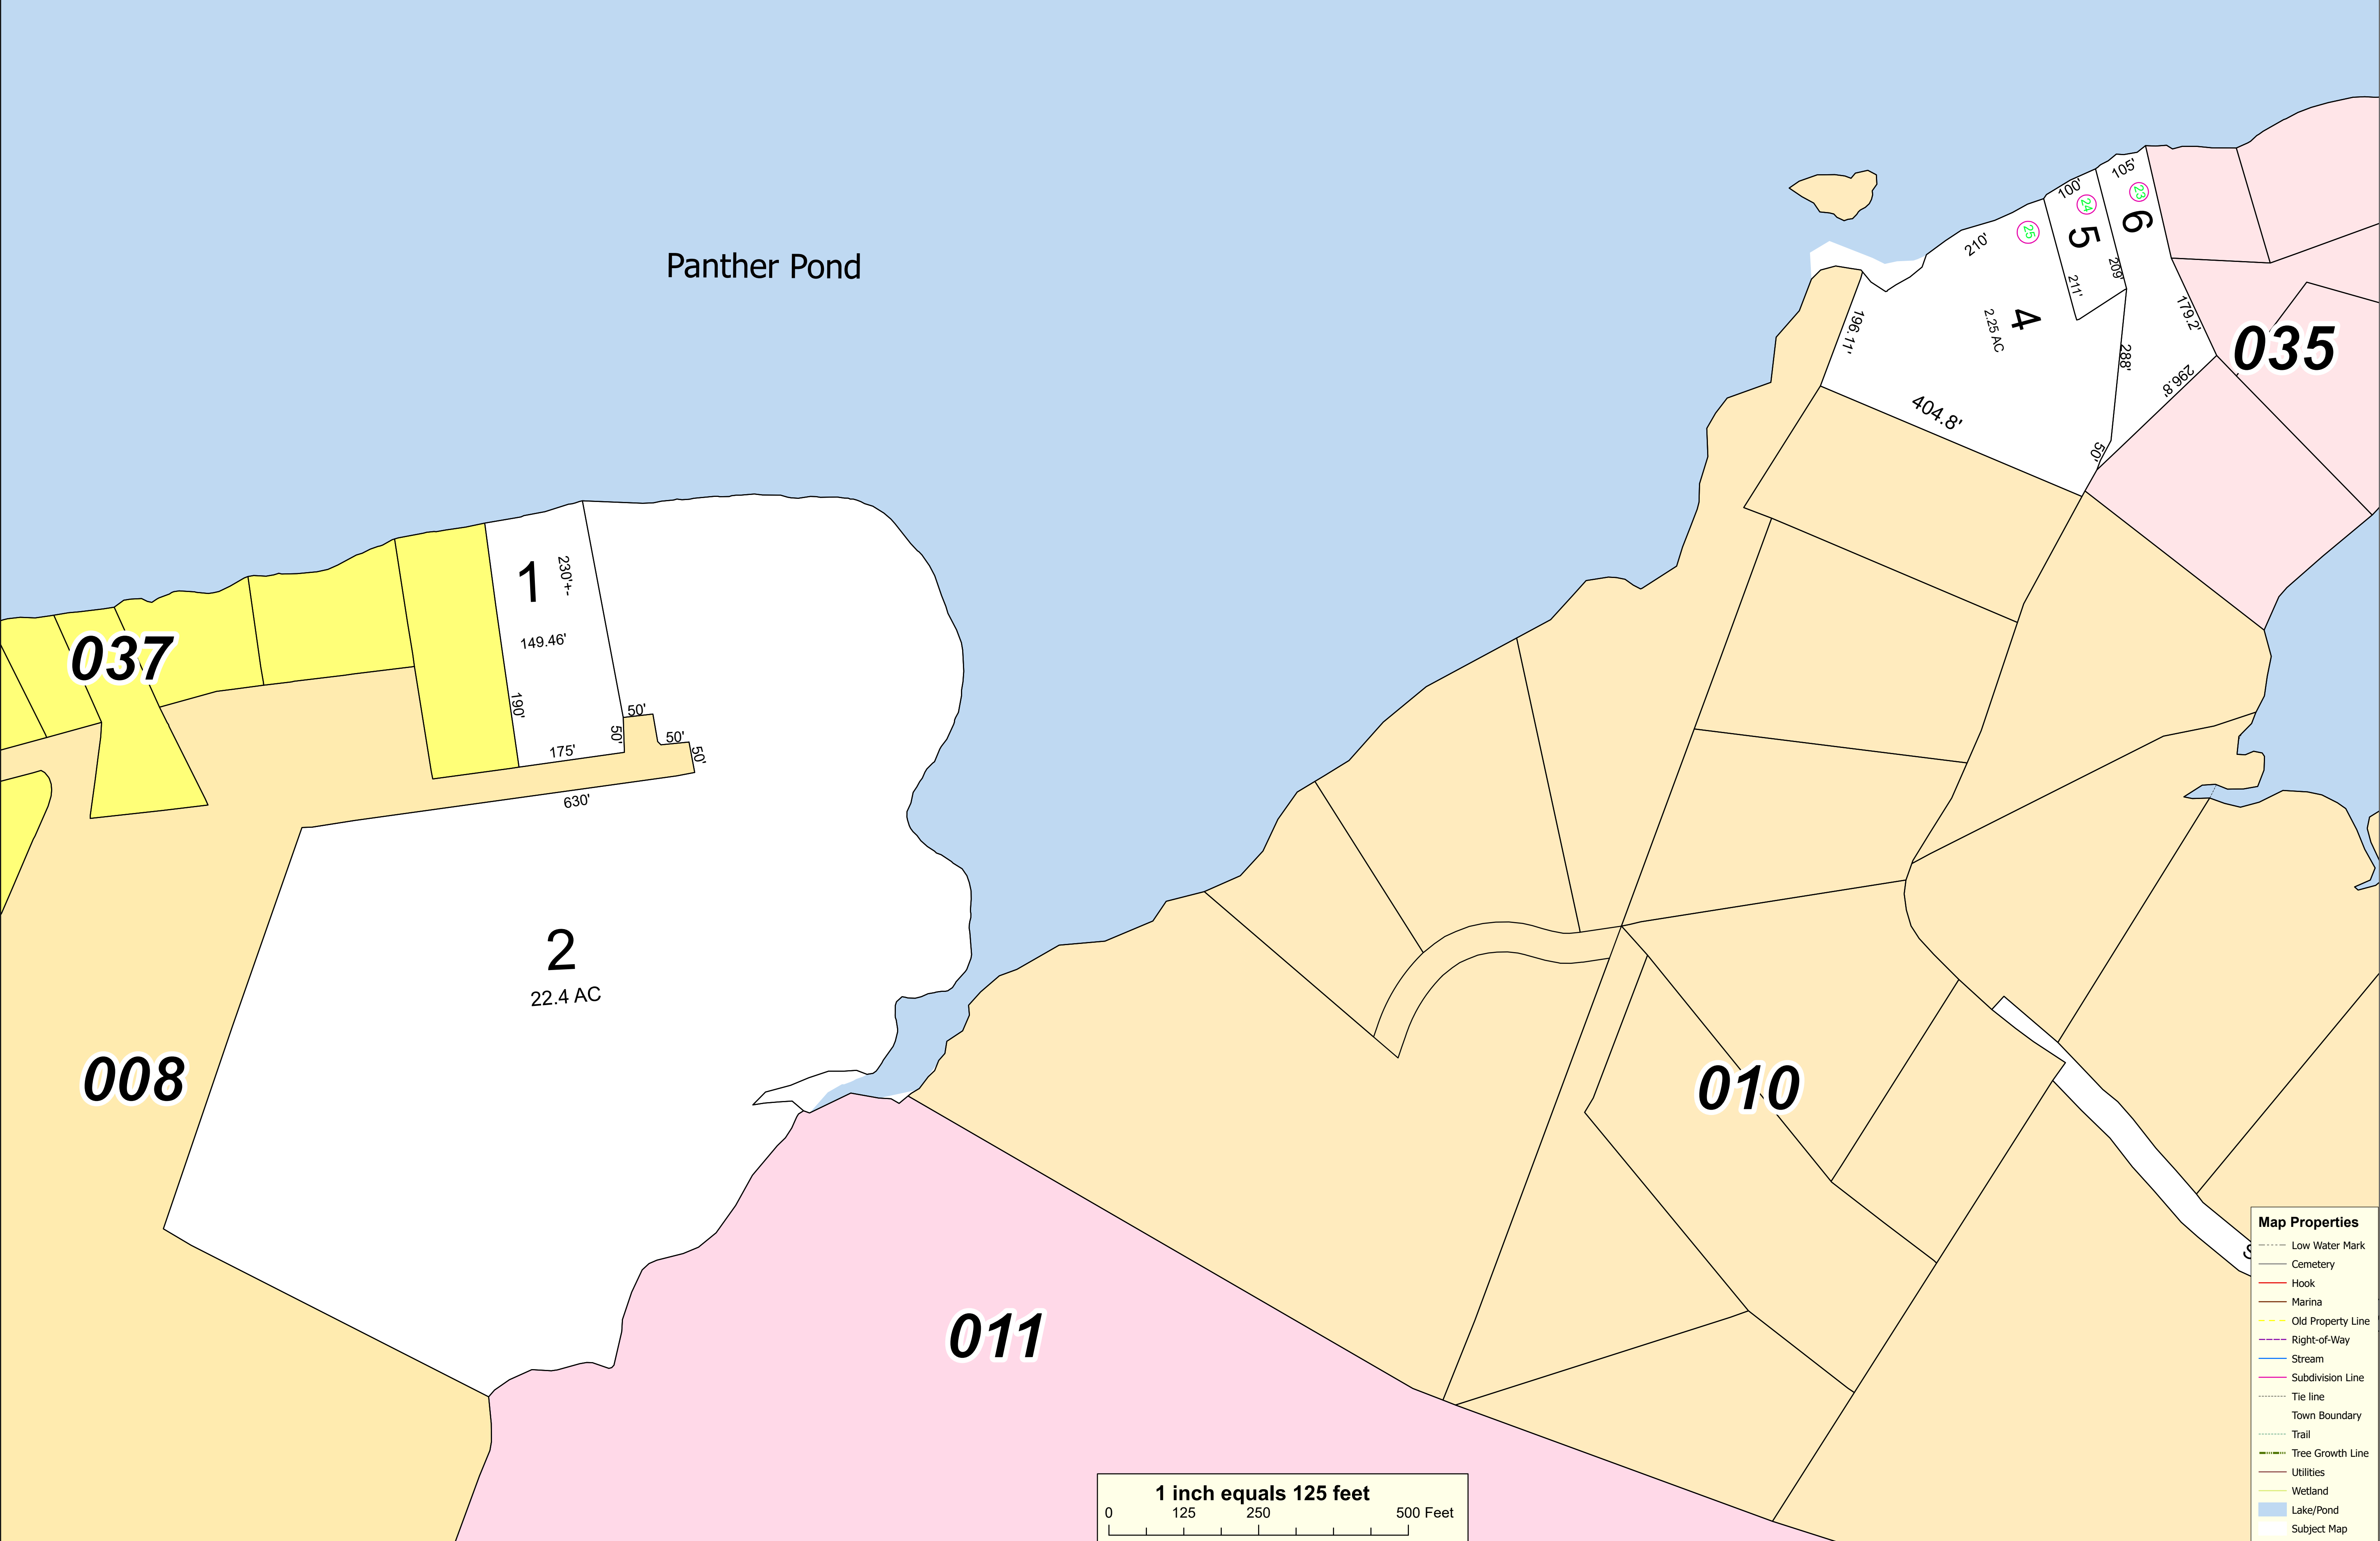 Panther Pond
105'
100'
23
24
25
6
5
210'
209'
211'
4
2.25 AC
179.2'
196.11'
288'
296.8'
404.8'
50'
035
1
230'+-
149.46'
037
190'
50'
50'
175'
50'
50'
630'
2
22.4 AC
008
010
011
S
1 inch equals 125 feet
0 125 250 500 Feet
Map Properties
Low Water Mark
Cemetery
Hook
Marina
Old Property Line
Right-of-Way
Stream
Subdivision Line
Tie line
Town Boundary
Trail
Tree Growth Line
Utilities
Wetland
Lake/Pond
Subject Map